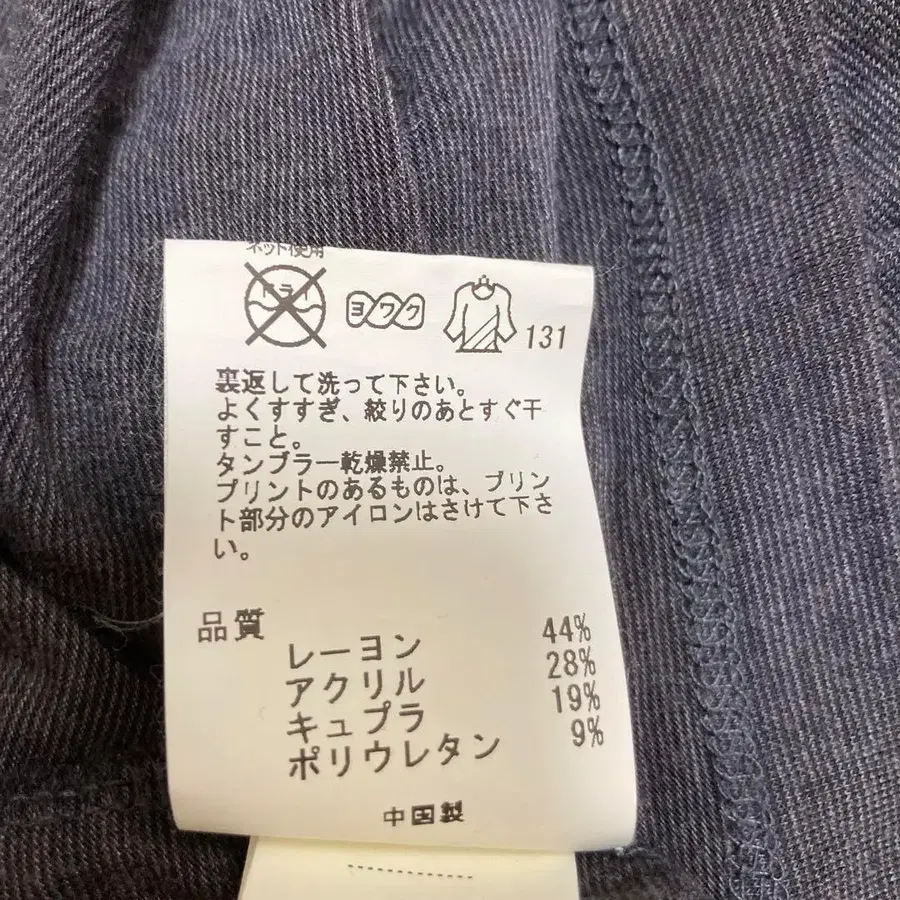 ネット使用
ドライ
ヨワク
131
裏返して洗って下さい。
よくすすぎ、絞りのあとすぐ干
すこと。
タンブラー乾燥禁止。
プリントのあるものは、プリン
ト部分のアイロンはさけて下さ
い。
品質
レーヨン 44%
アクリル 28%
キュプラ 19%
ポリウレタン 9%
中国製